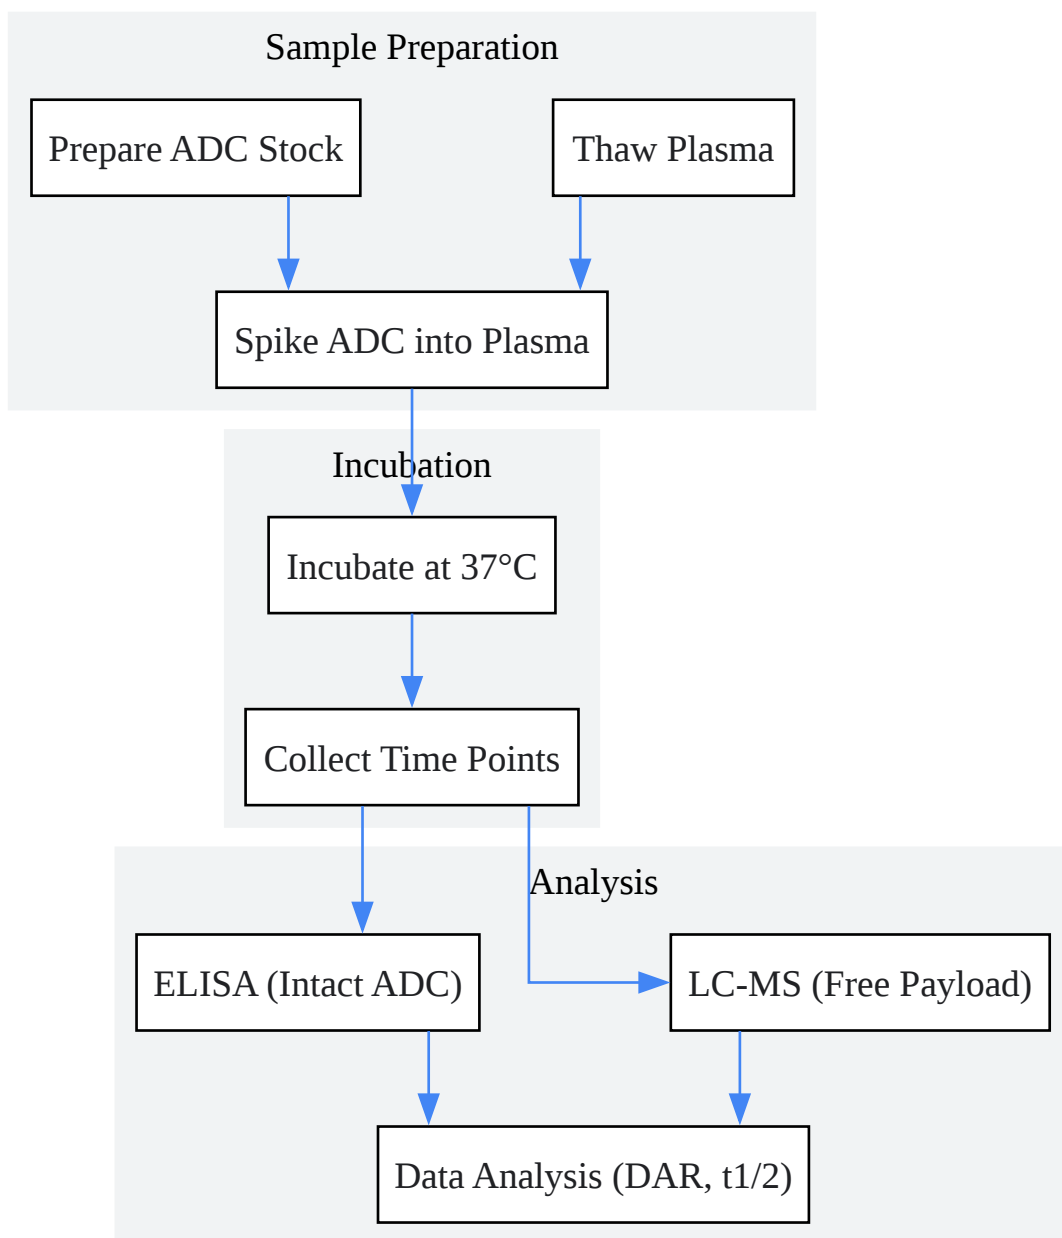 Sample Preparation
Prepare ADC Stock
Thaw Plasma
Spike ADC into Plasma
Incubation
Incubate at 37°C
Collect Time Points
Analysis
ELISA (Intact ADC)
LC-MS (Free Payload)
Data Analysis (DAR, t1/2)